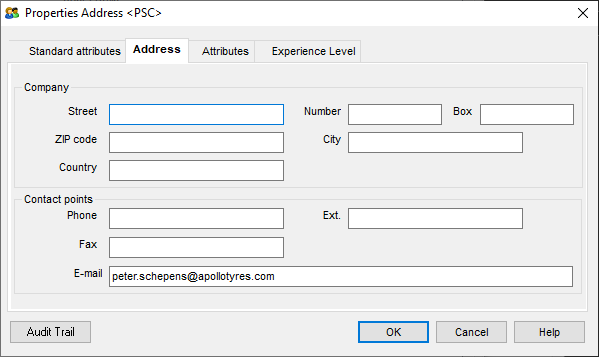 Properties Address <PSC>
Standard attributes Address Attributes Experience Level
Company
Street Number Box
ZIP code City
Country
Contact points
Phone Ext.
Fax
E-mail peter.schepens@apollotyres.com
Audit Trail OK Cancel Help